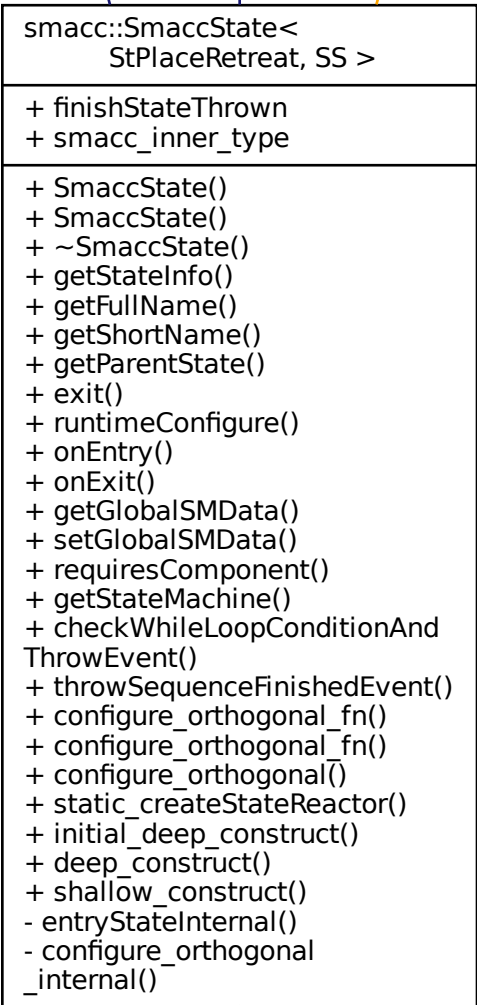 smacc::SmaccState<
StPlaceRetreat, SS >
+ finishStateThrown
+ smacc_inner_type
+ SmaccState()
+ SmaccState()
+ ~SmaccState()
+ getStateInfo()
+ getFullName()
+ getShortName()
+ getParentState()
+ exit()
+ runtimeConfigure()
+ onEntry()
+ onExit()
+ getGlobalSMData()
+ setGlobalSMData()
+ requiresComponent()
+ getStateMachine()
+ checkWhileLoopConditionAnd
ThrowEvent()
+ throwSequenceFinishedEvent()
+ configure_orthogonal_fn()
+ configure_orthogonal_fn()
+ configure_orthogonal()
+ static_createStateReactor()
+ initial_deep_construct()
+ deep_construct()
+ shallow_construct()
- entryStateInternal()
- configure_orthogonal
_internal()